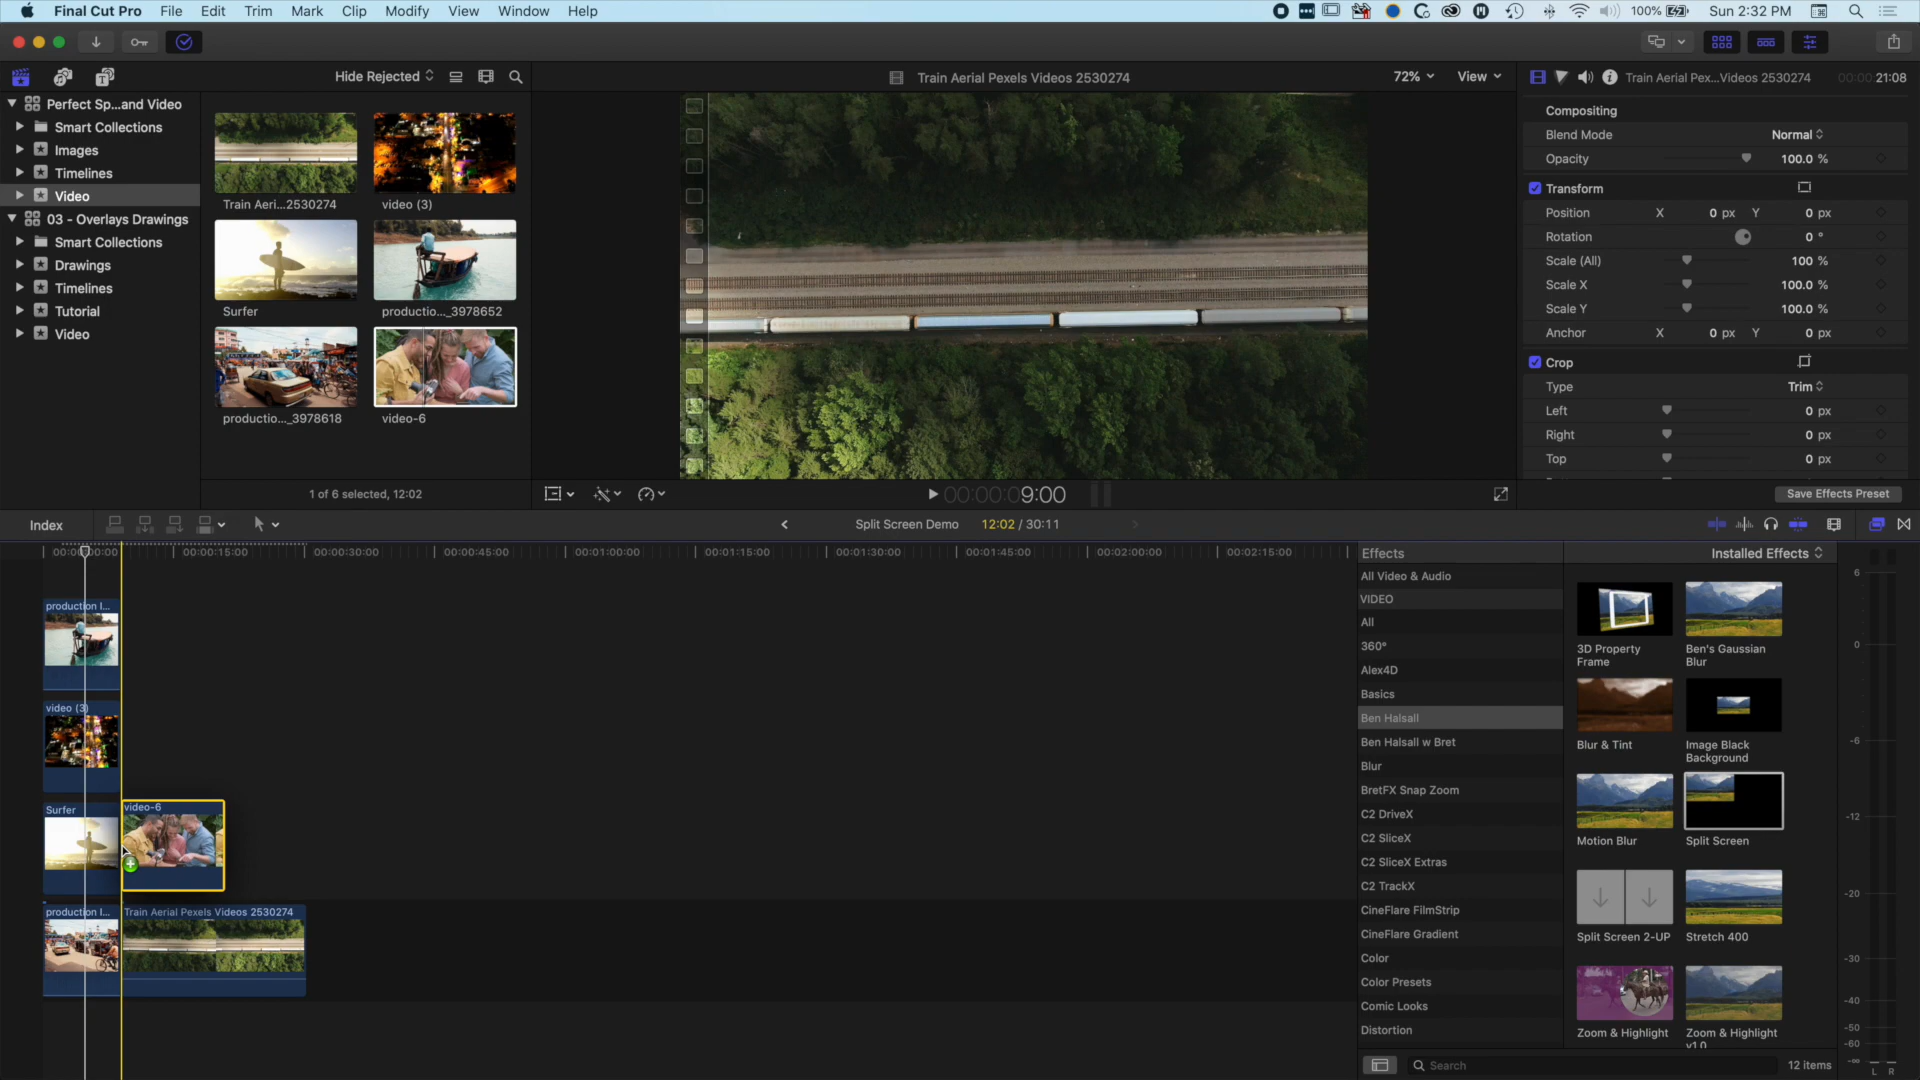 Final Cut Pro File Edit Trim Mark Clip Modify View Window Help 100% Sun 2:32 PM
Hide Rejected
Train Aerial Pexels Videos 2530274 72% View
Train Aerial Pex...Videos 2530274 00:00:21:08
Perfect Sp...and Video
Smart Collections
Images
Timelines
Video
03 - Overlays Drawings
Smart Collections
Drawings
Timelines
Tutorial
Video
Train Aeri...2530274 video (3)
Surfer productio..._3978652
productio..._3978618 video-6
1 of 6 selected, 12:02
00:00:09:00
Compositing
Blend Mode Normal
Opacity 100.0 %
Transform
Position X 0 px Y 0 px
Rotation 0 °
Scale (All) 100 %
Scale X 100.0 %
Scale Y 100.0 %
Anchor X 0 px Y 0 px
Crop
Type Trim
Left 0 px
Right 0 px
Top 0 px
Save Effects Preset
Index Split Screen Demo 12:02 / 30:11
00:00:15:00 00:00:30:00 00:00:45:00 00:01:00:00 00:01:15:00 00:01:30:00 00:01:45:00 00:02:00:00 00:02:15:00
production I...
video (3)
Surfer
video-6
production I...
Train Aerial Pexels Videos 2530274
Effects
All Video & Audio
VIDEO
All
360°
Alex4D
Basics
Ben Halsall
Ben Halsall w Bret
Blur
BretFX Snap Zoom
C2 DriveX
C2 SliceX
C2 SliceX Extras
C2 TrackX
CineFlare FilmStrip
CineFlare Gradient
Color
Color Presets
Comic Looks
Distortion
Installed Effects
3D Property Frame
Ben's Gaussian Blur
Blur & Tint
Image Black Background
Motion Blur
Split Screen
Split Screen 2-UP
Stretch 400
Zoom & Highlight
Zoom & Highlight v1.0
Search
12 items
6
0
-6
-12
-20
-30
-40
-50
-60
-∞
L R